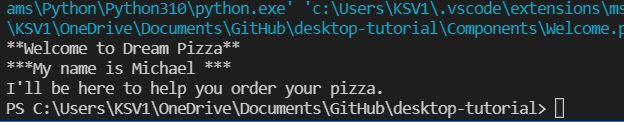 ams\Python\Python310\python.exe' 'c:\Users\KSV1\.vscode\extensions\ms
\KSV1\OneDrive\Documents\GitHub\desktop-tutorial\Components\Welcome.p
**Welcome to Dream Pizza**
***My name is Michael ***
I'll be here to help you order your pizza.
PS C:\Users\KSV1\OneDrive\Documents\GitHub\desktop-tutorial>